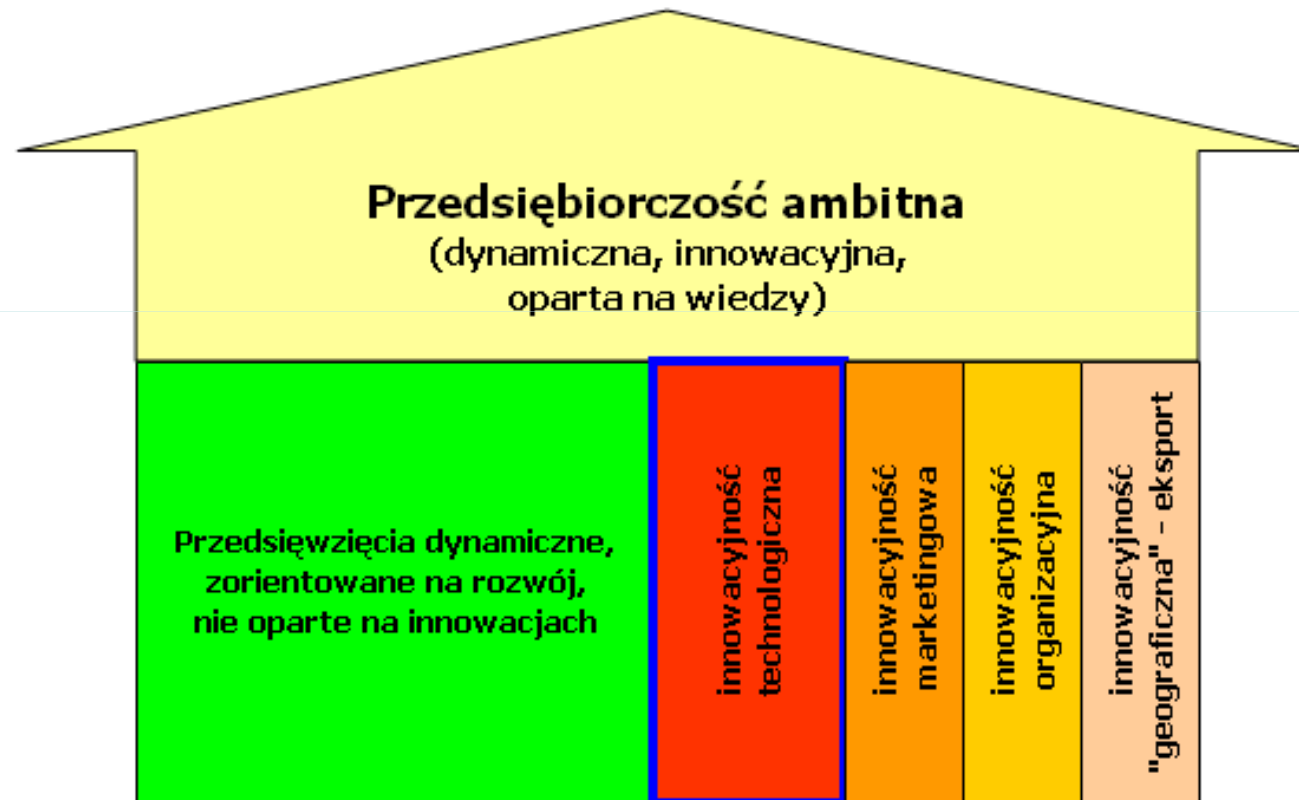 Przedsiębiorczość ambitna
(dynamiczna, innowacyjna,
oparta na wiedzy)
Przedsięwzięcia dynamiczne,
zorientowane na rozwój,
nie oparte na innowacjach
innowacyjność
technologiczna
innowacyjność
marketingowa
innowacyjność
organizacyjna
innowacyjność
"geograficzna" - eksport